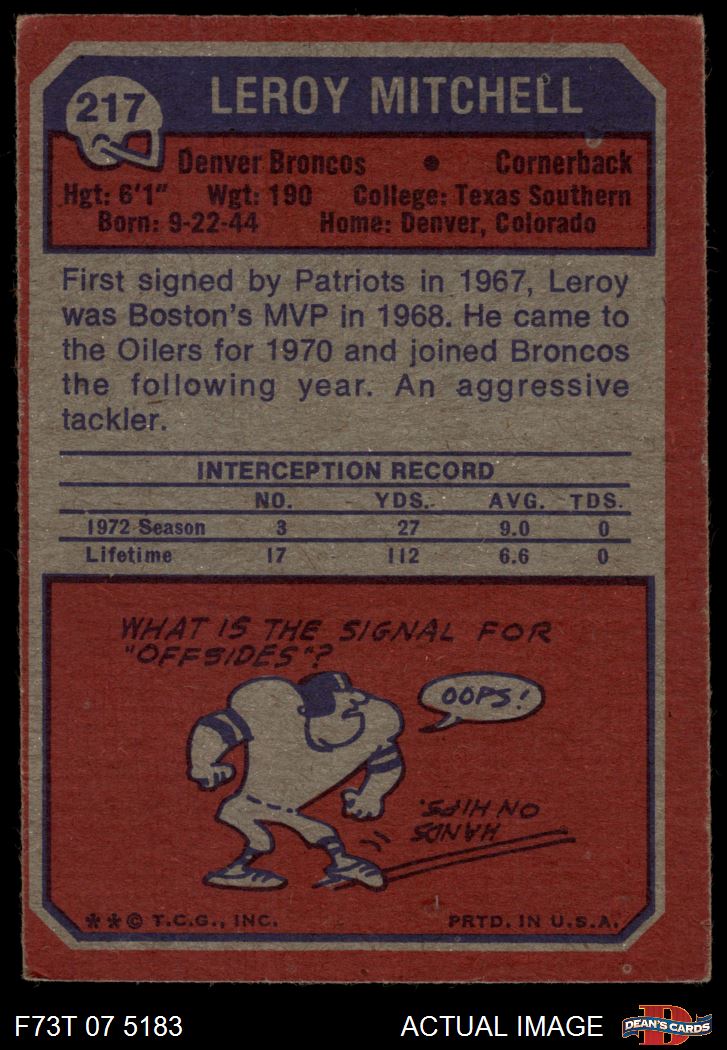 217
LEROY MITCHELL
Denver Broncos • Cornerback
Hgt: 6'1" Wgt: 190 College: Texas Southern
Born: 9-22-44 Home: Denver, Colorado
First signed by Patriots in 1967, Leroy
was Boston's MVP in 1968. He came to
the Oilers for 1970 and joined Broncos
the following year. An aggressive
tackler.
INTERCEPTION RECORD
NO. YDS. AVG. TDS.
1972 Season 3 27 9.0 0
Lifetime 17 112 6.6 0
WHAT IS THE SIGNAL FOR
"OFFSIDES"?
OOPS!
HANDS
ON HIPS.
**© T.C.G., INC. PRTD. IN U.S.A.
F73T 07 5183 ACTUAL IMAGE
D
DEAN'S CARDS